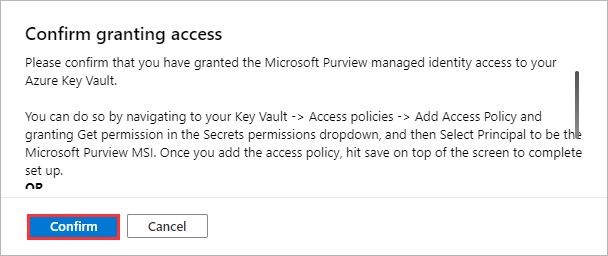 Confirm granting access
Please confirm that you have granted the Microsoft Purview managed identity access to your
Azure Key Vault.
You can do so by navigating to your Key Vault -> Access policies -> Add Access Policy and
granting Get permission in the Secrets permissions dropdown, and then Select Principal to be the
Microsoft Purview MSI. Once you add the access policy, hit save on top of the screen to complete
set up.
OR
Confirm Cancel